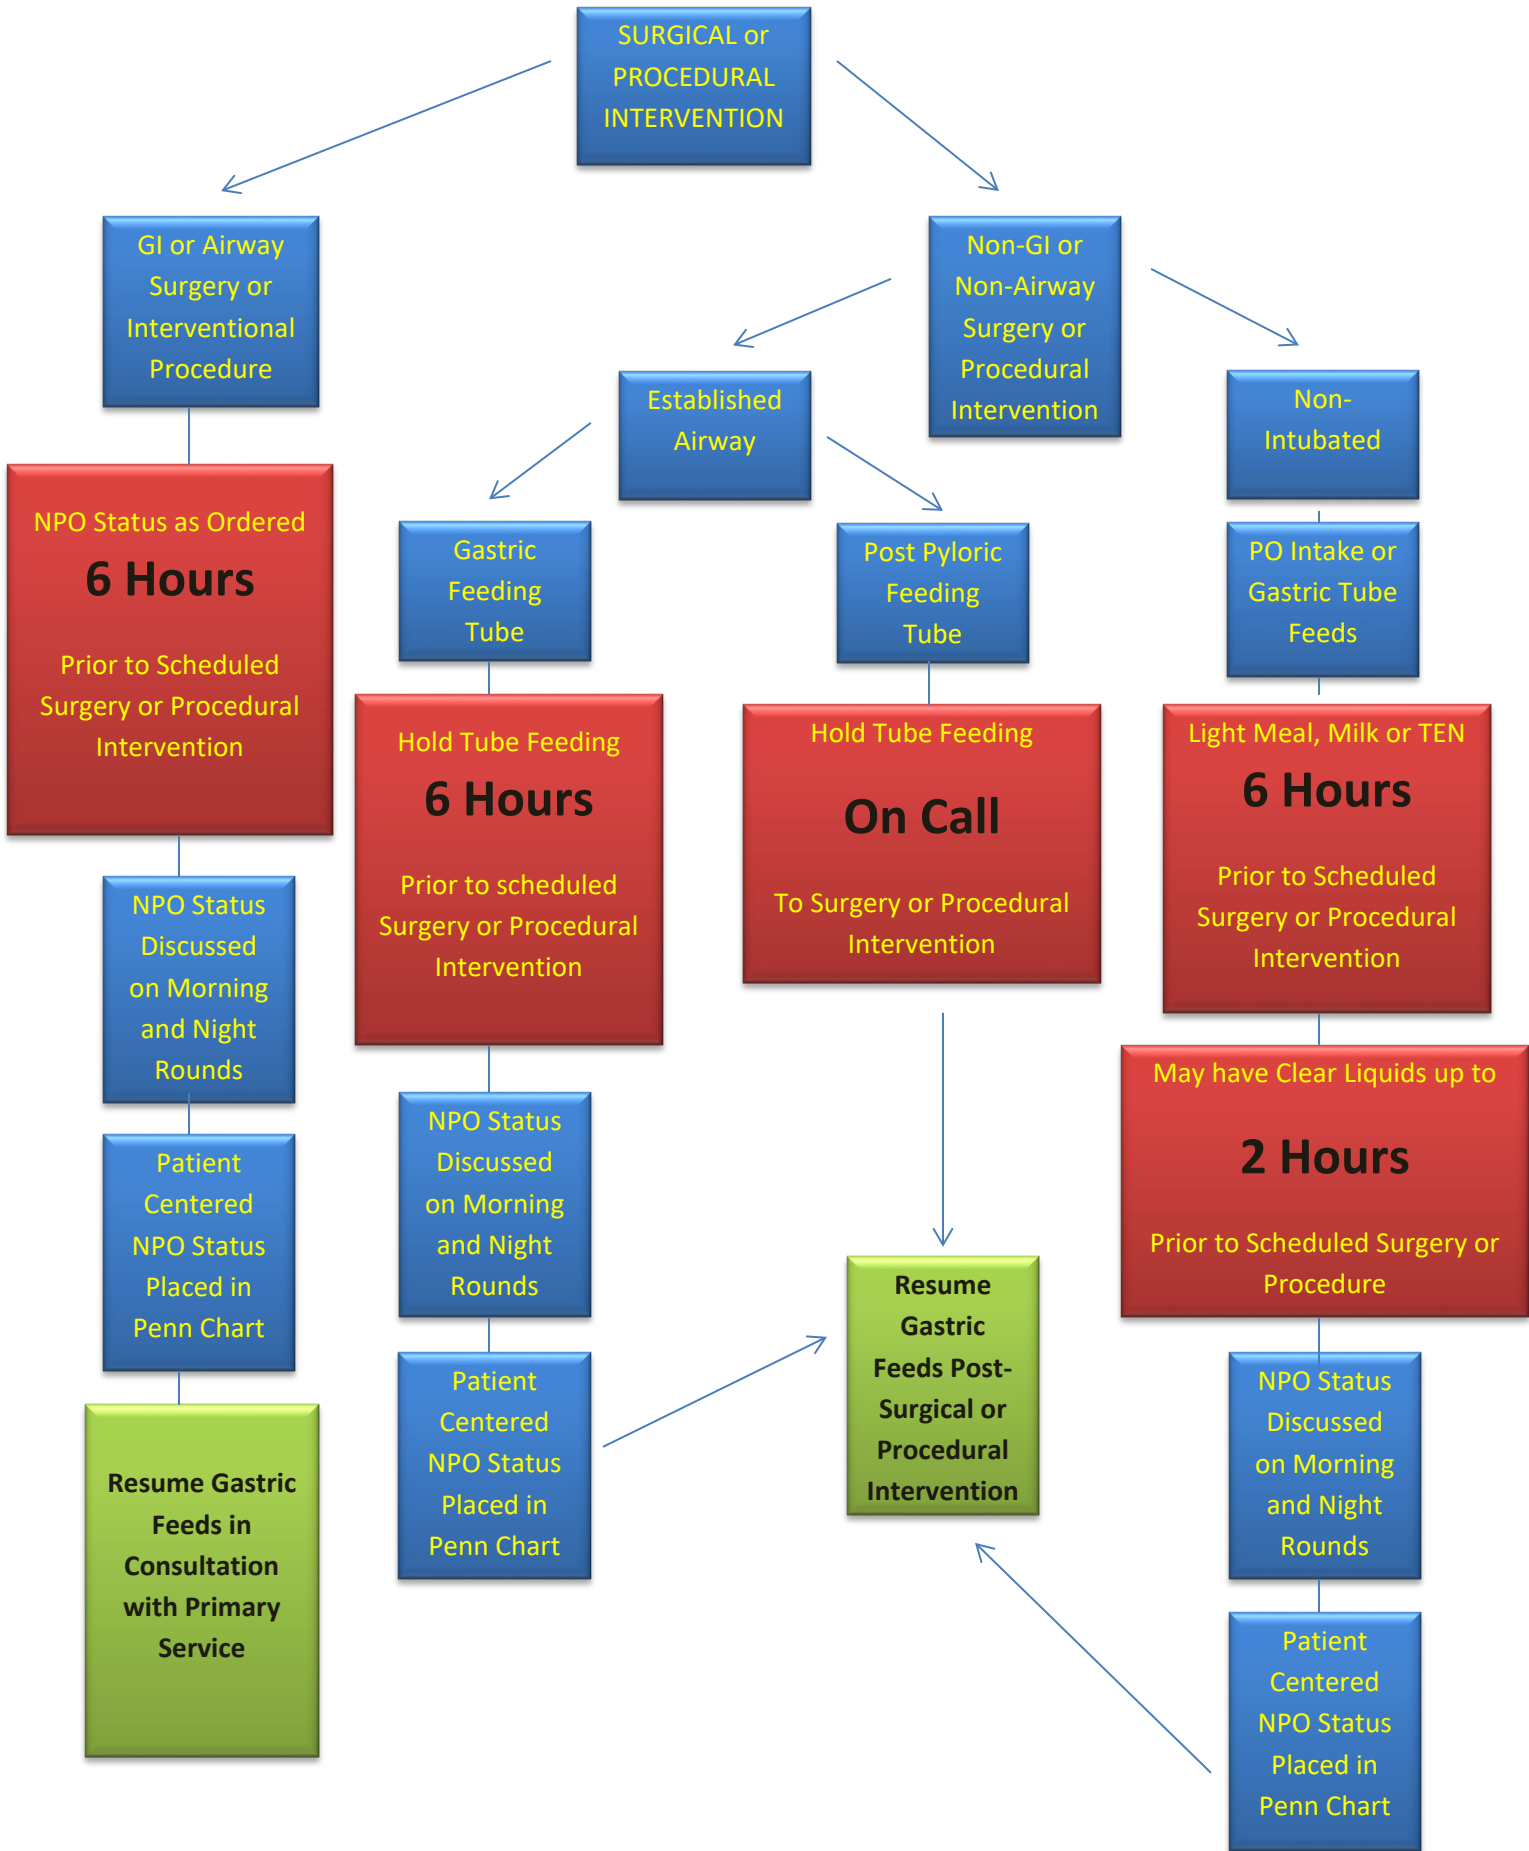 SURGICAL or
PROCEDURAL
INTERVENTION
GI or Airway
Surgery or
Interventional
Procedure
NPO Status as Ordered
6 Hours
Prior to Scheduled
Surgery or Procedural
Intervention
NPO Status
Discussed
on Morning
and Night
Rounds
Patient
Centered
NPO Status
Placed in
Penn Chart
Resume Gastric
Feeds in
Consultation
with Primary
Service
Non-GI or
Non-Airway
Surgery or
Procedural
Intervention
Established
Airway
Gastric
Feeding
Tube
Hold Tube Feeding
6 Hours
Prior to scheduled
Surgery or Procedural
Intervention
NPO Status
Discussed
on Morning
and Night
Rounds
Patient
Centered
NPO Status
Placed in
Penn Chart
Post Pyloric
Feeding
Tube
Hold Tube Feeding
On Call
To Surgery or Procedural
Intervention
Resume
Gastric
Feeds Post-
Surgical or
Procedural
Intervention
Non-
Intubated
PO Intake or
Gastric Tube
Feeds
Light Meal, Milk or TEN
6 Hours
Prior to Scheduled
Surgery or Procedural
Intervention
May have Clear Liquids up to
2 Hours
Prior to Scheduled Surgery or
Procedure
NPO Status
Discussed
on Morning
and Night
Rounds
Patient
Centered
NPO Status
Placed in
Penn Chart